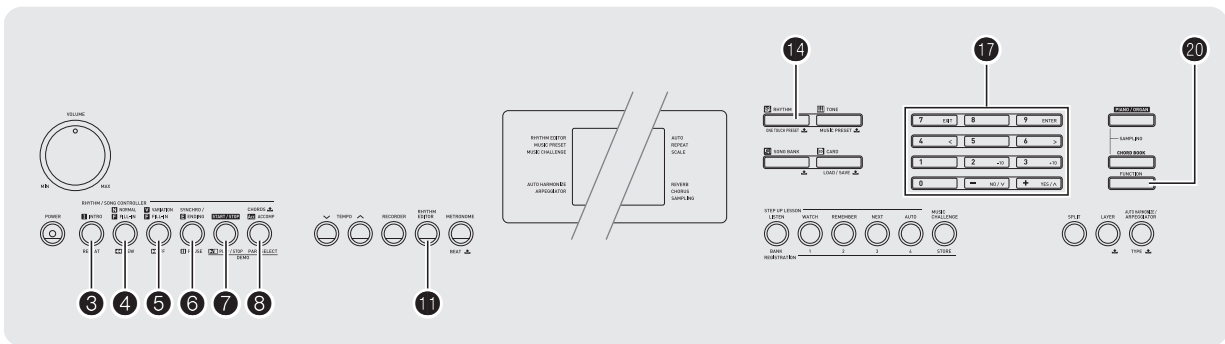 14
17
20
VOLUME
MIN
MAX
RHYTHM EDITOR
MUSIC PRESET
MUSIC CHALLENGE
AUTO HARMONIZE
ARPEGGIATOR
AUTO
REPEAT
SCALE
REVERB
CHORUS
SAMPLING
RHYTHM
TONE
ONE TOUCH PRESET
MUSIC PRESET
SONG BANK
CARD
LOAD / SAVE
7 EXIT 8 9 ENTER
4 < 5 6 >
1 2 -10 3 +10
0 − NO / ∨ + YES / ∧
PIANO / ORGAN
SAMPLING
CHORD BOOK
FUNCTION
RHYTHM / SONG CONTROLLER
POWER
I INTRO
N NORMAL
F FILL-IN
V VARIATION
F FILL-IN
SYNCHRO /
E ENDING
START / STOP
CHORDS
ACCOMP
DEMO
TEMPO
RECORDER
RHYTHM
EDITOR
METRONOME
BEAT
STEP UP LESSON
LISTEN WATCH REMEMBER NEXT AUTO
MUSIC
CHALLENGE
BANK 1 2 3 4 STORE
REGISTRATION
SPLIT
LAYER
AUTO HARMONIZE /
ARPEGGIATOR
TYPE
3 4 5 6 7 8 11